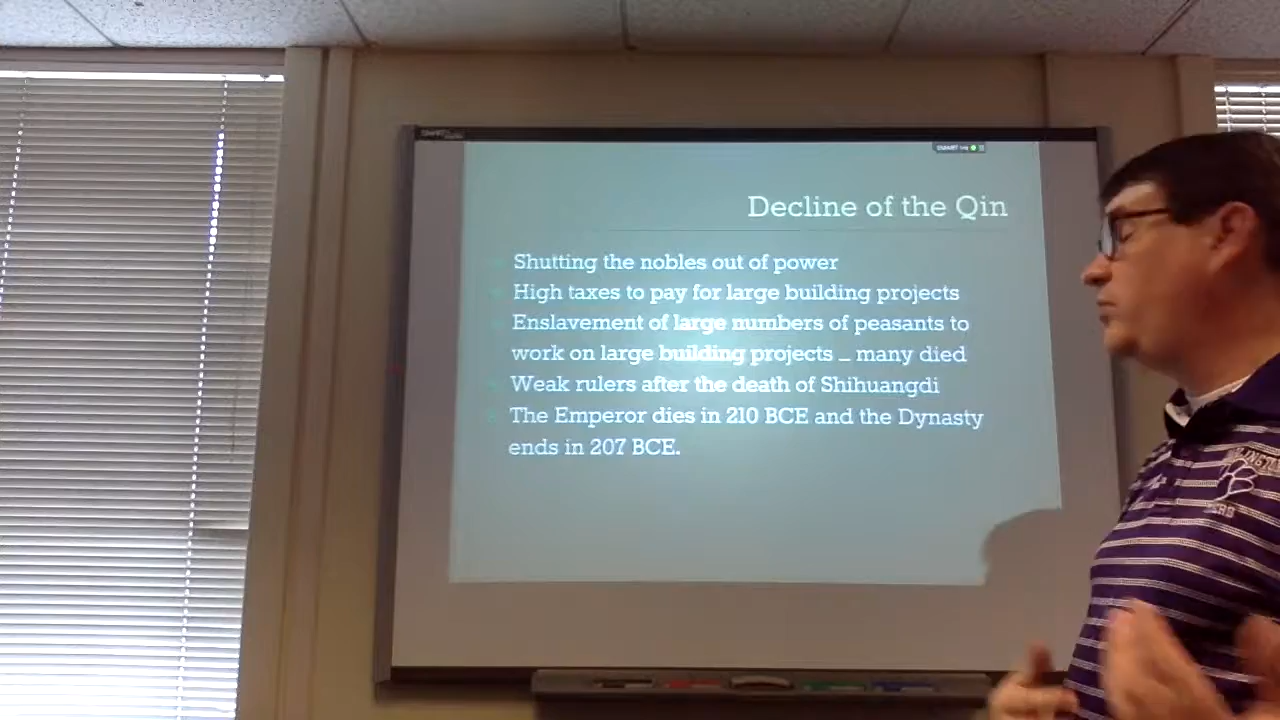 SMART
Decline of the Qin
Shutting the nobles out of power
High taxes to pay for large building projects
Enslavement of large numbers of peasants to
work on large building projects – many died
Weak rulers after the death of Shihuangdi
The Emperor dies in 210 BCE and the Dynasty
ends in 207 BCE.